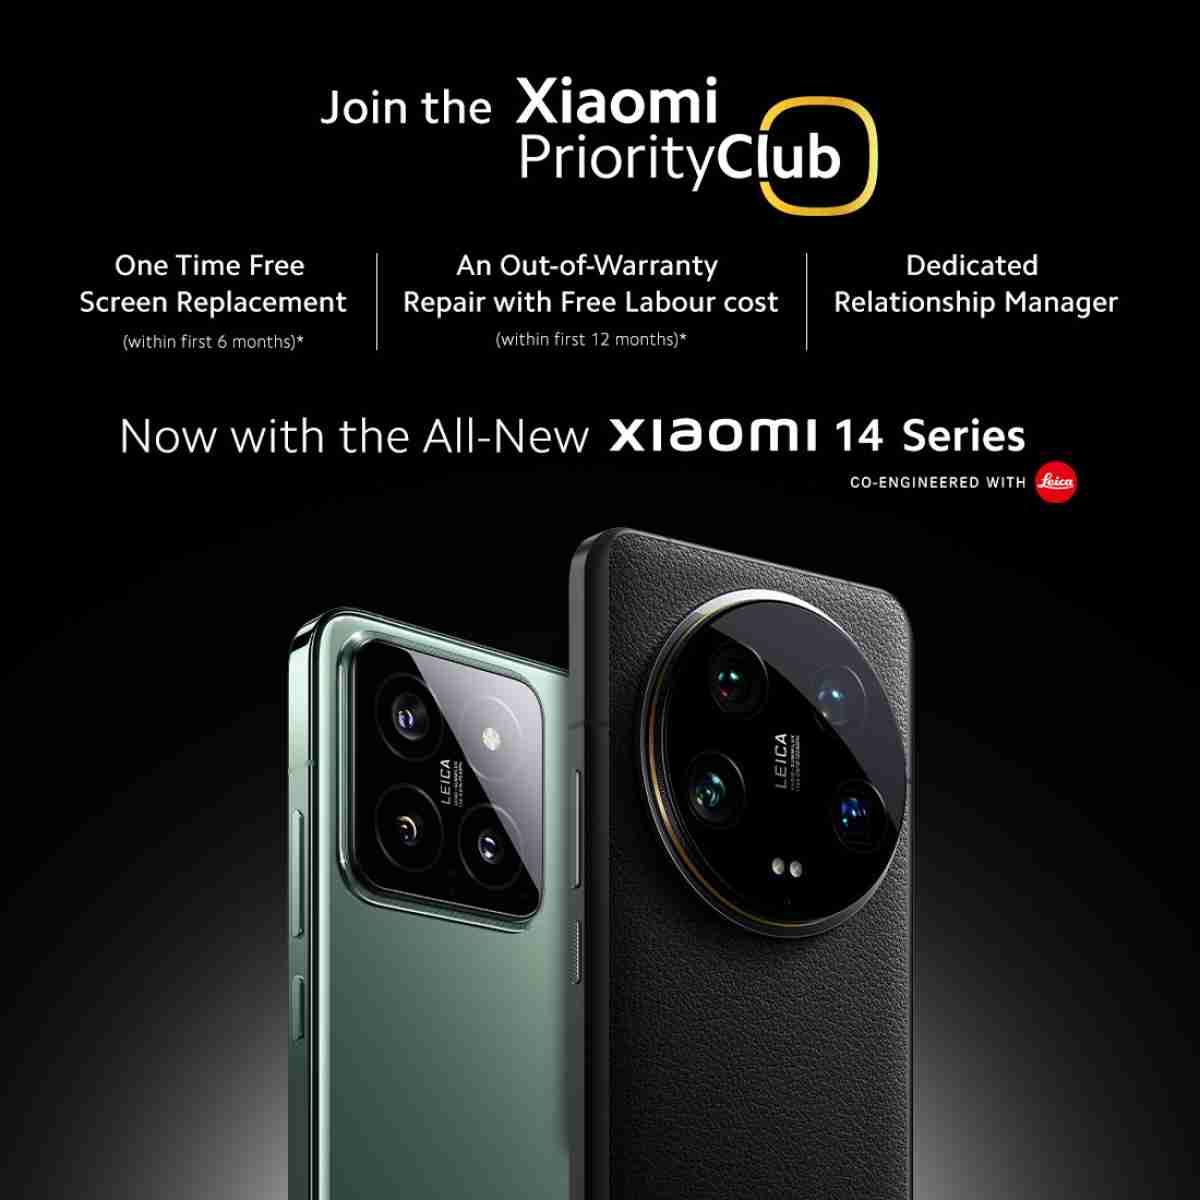 Join the Xiaomi
PriorityClub
One Time Free
Screen Replacement
(within first 6 months)*
An Out-of-Warranty
Repair with Free Labour cost
(within first 12 months)*
Dedicated
Relationship Manager
Now with the All-New xiaomi 14 Series
CO-ENGINEERED WITH Leica
LEICA
LEICA